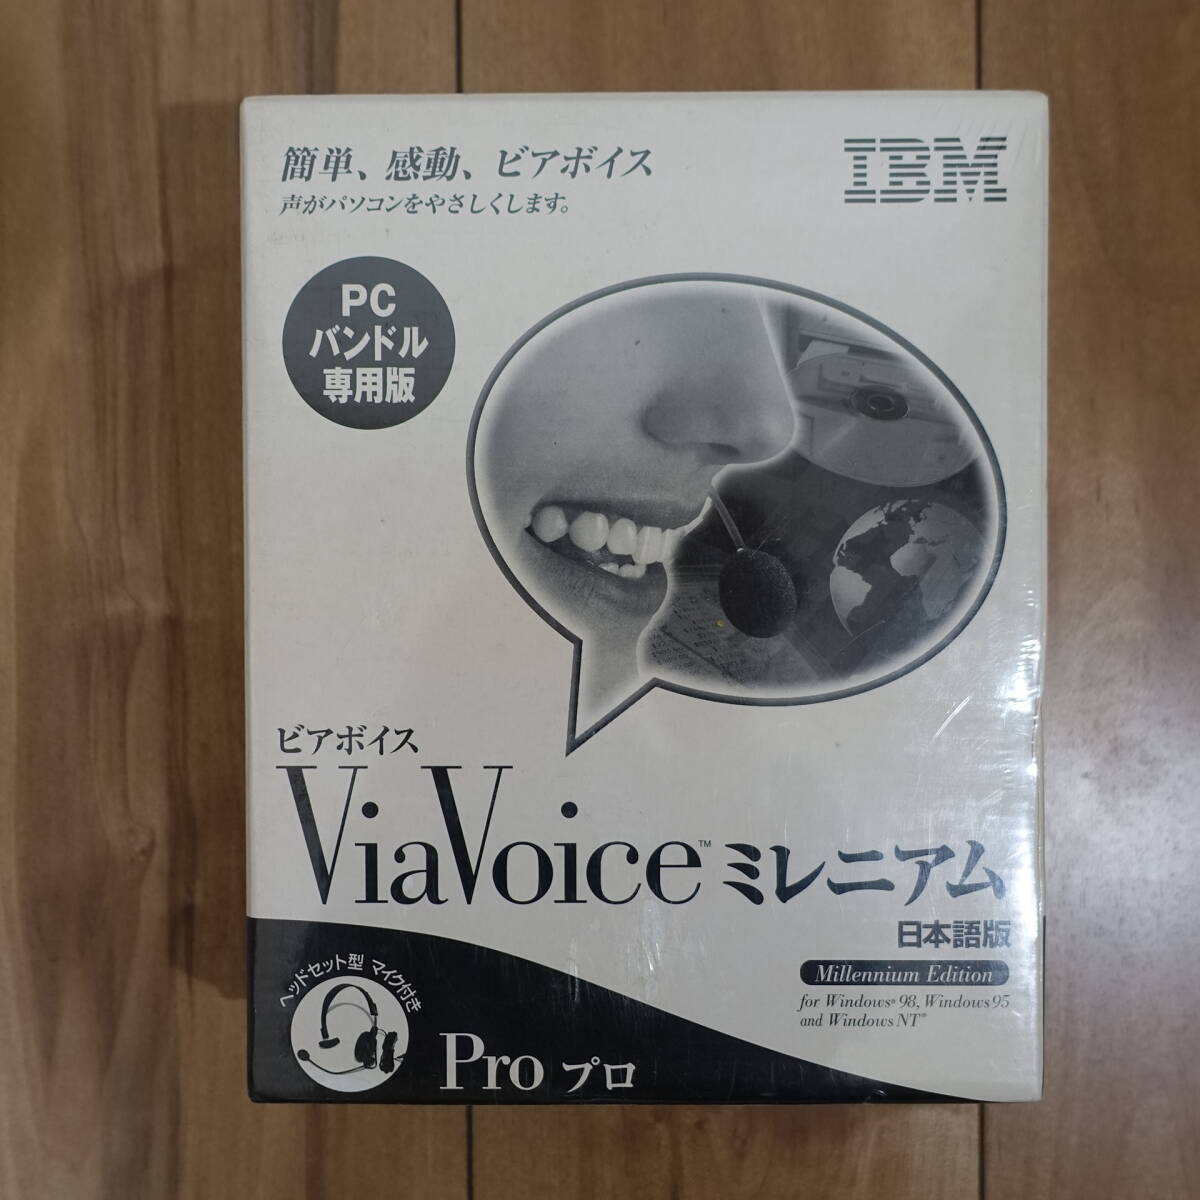 簡単、感動、ビアボイス
声がパソコンをやさしくします。
IBM
PC
バンドル
専用版
ビアボイス
ViaVoice™ ミレニアム
日本語版
Millennium Edition
for Windows® 98, Windows 95
and Windows NT®
ヘッドセット型 マイク付き
Pro プロ